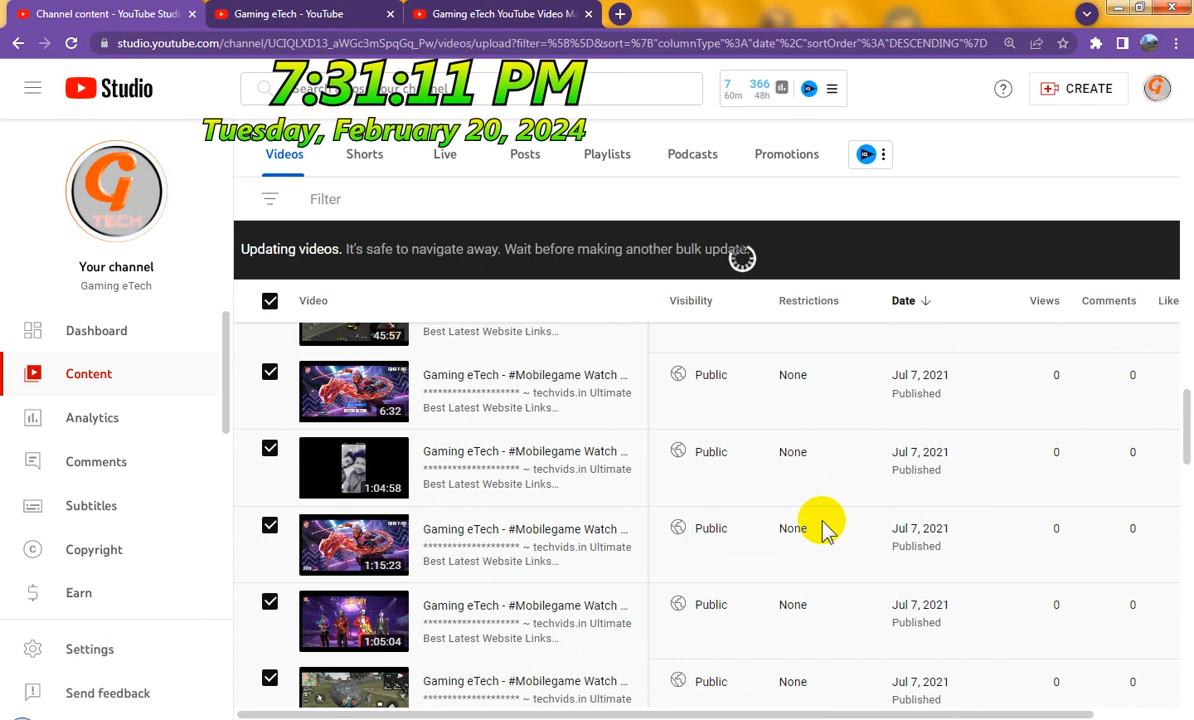 Channel content - YouTube Studi
Gaming eTech - YouTube
Gaming eTech YouTube Video Ma
studio.youtube.com/channel/UCIQLXD13_aWGc3mSpqGq_Pw/videos/upload?filter=%5B%5D&sort=%7B"columnType"%3A"date"%2C"sortOrder"%3A"DESCENDING"%7D
Studio
channel
7:31:11 PM
Tuesday, February 20, 2024
7
60m
366
48h
CREATE
Videos
Shorts
Live
Posts
Playlists
Podcasts
Promotions
G
TECH
Your channel
Gaming eTech
Dashboard
Content
Analytics
Comments
Subtitles
Copyright
Earn
Settings
Send feedback
Filter
Updating videos. It's safe to navigate away. Wait before making another bulk update.
Video
Visibility
Restrictions
Date
Views
Comments
Like
45:57
Best Latest Website Links...
6:32
Gaming eTech - #Mobilegame Watch ...
******************** ~ techvids.in Ultimate
Best Latest Website Links...
Public
None
Jul 7, 2021
Published
0
0
1:04:58
Gaming eTech - #Mobilegame Watch ...
******************** ~ techvids.in Ultimate
Best Latest Website Links...
Public
None
Jul 7, 2021
Published
0
0
1:15:23
Gaming eTech - #Mobilegame Watch ...
******************** ~ techvids.in Ultimate
Best Latest Website Links...
Public
None
Jul 7, 2021
Published
0
0
1:05:04
Gaming eTech - #Mobilegame Watch ...
******************** ~ techvids.in Ultimate
Best Latest Website Links...
Public
None
Jul 7, 2021
Published
0
0
Gaming eTech - #Mobilegame Watch ...
******************** ~ techvids.in Ultimate
Public
None
Jul 7, 2021
Published
0
0